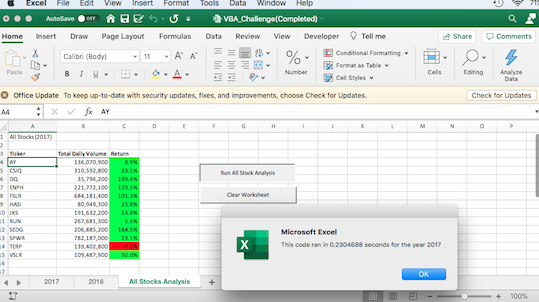 Excel File Edit View Insert Format Tools Data Window Help
AutoSave OFF VBA_Challenge(Completed)
Home Insert Draw Page Layout Formulas Data Review View Developer Tell me Share Comments
Calibri (Body) 11 A A Conditional Formatting
Paste B I U A Number Format as Table Cells Editing Analyze Data
Cell Styles
Office Update To keep up-to-date with security updates, fixes, and improvements, choose Check for Updates. Check for Updates
A4 fx AY
A B C D E F G H I J K L M N O P
1 All Stocks (2017)
2
3 Ticker Total Daily Volume Return
4 AY 136,070,900 8.9%
5 CSIQ 310,592,800 33.1%
6 DQ 35,796,200 199.4%
7 ENPH 221,772,100 129.5%
8 FSLR 684,181,400 101.3%
9 HASI 80,949,300 25.8%
10 JKS 191,632,200 53.9%
11 RUN 267,681,300 5.5%
12 SEDG 206,885,200 184.5%
13 SPWR 782,187,000 23.1%
14 TERP 139,402,800
15 VSLR 109,487,900 50.0%
Run All Stock Analysis
Clear Worksheet
Microsoft Excel
This code ran in 0.2304688 seconds for the year 2017
OK
2017 2018 All Stocks Analysis +
100%